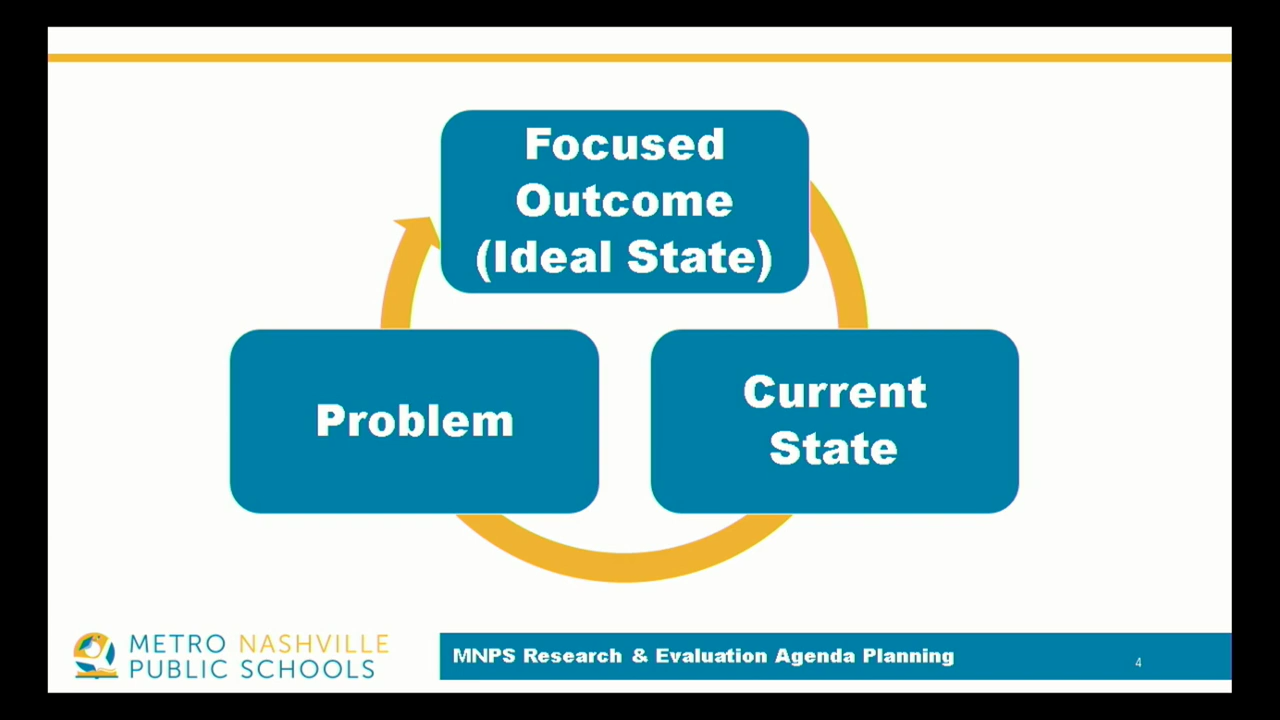 Focused
Outcome
(Ideal State)
Problem
Current
State
METRO NASHVILLE
PUBLIC SCHOOLS
MNPS Research & Evaluation Agenda Planning
4